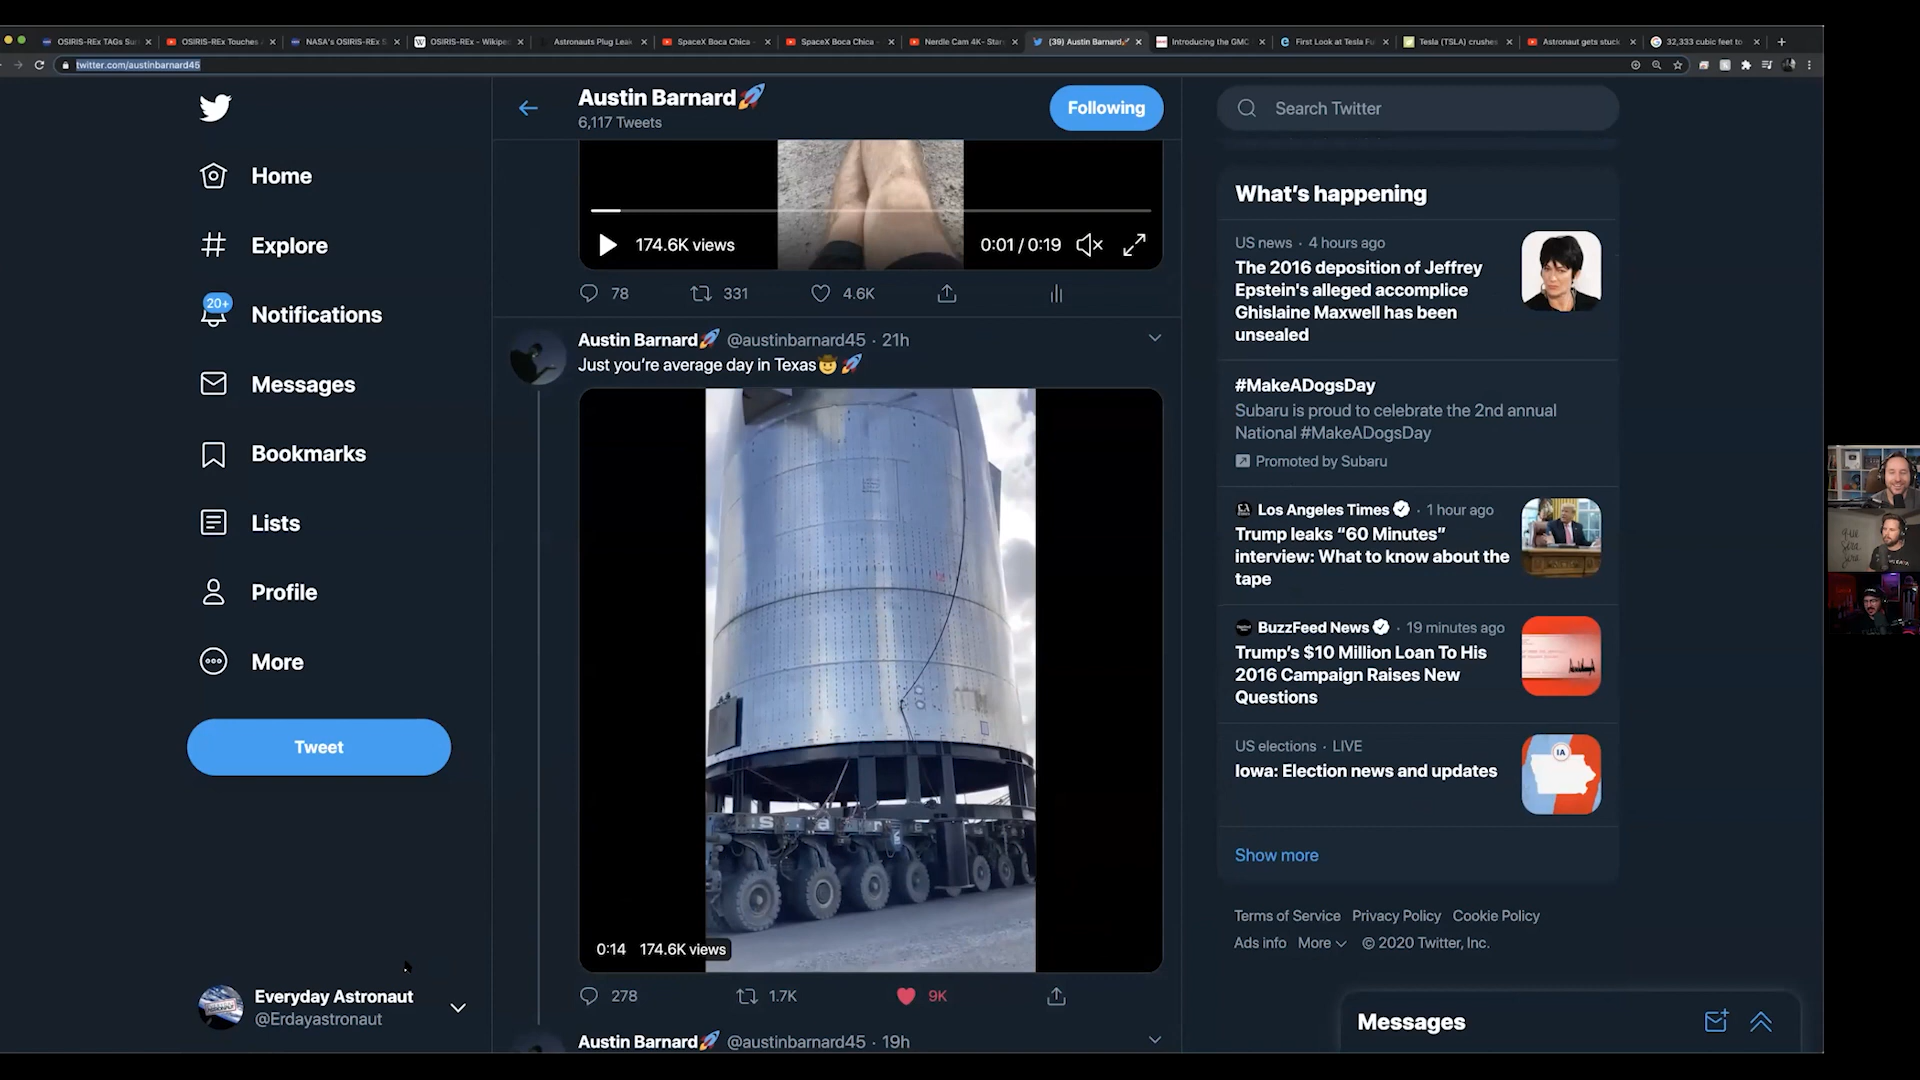 OSIRIS-REx TAGs Sur
OSIRIS-REx Touches A
NASA's OSIRIS-REx S
OSIRIS-REx - Wikipe
Astronauts Plug Leak
SpaceX Boca Chica -
SpaceX Boca Chica -
Nerdle Cam 4K- Star
(39) Austin Barnard🚀
Introducing the GMC
First Look at Tesla Fu
Tesla (TSLA) crushes
Astronaut gets stuck
32,333 cubic feet to
twitter.com/austinbarnard45
Home
Explore
20+
Notifications
Messages
Bookmarks
Lists
Profile
More
Tweet
Everyday Astronaut
@Erdayastronaut
Austin Barnard🚀
6,117 Tweets
Following
174.6K views
0:01 / 0:19
78
331
4.6K
Austin Barnard🚀 @austinbarnard45 · 21h
Just you're average day in Texas🤠🚀
0:14 174.6K views
278
1.7K
9K
Austin Barnard🚀 @austinbarnard45 · 19h
Search Twitter
What's happening
US news · 4 hours ago
The 2016 deposition of Jeffrey
Epstein's alleged accomplice
Ghislaine Maxwell has been
unsealed
#MakeADogsDay
Subaru is proud to celebrate the 2nd annual
National #MakeADogsDay
Promoted by Subaru
Los Angeles Times · 1 hour ago
Trump leaks “60 Minutes”
interview: What to know about the
tape
BuzzFeed News · 19 minutes ago
Trump's $10 Million Loan To His
2016 Campaign Raises New
Questions
US elections · LIVE
Iowa: Election news and updates
IA
Show more
Terms of Service Privacy Policy Cookie Policy
Ads info More © 2020 Twitter, Inc.
Messages